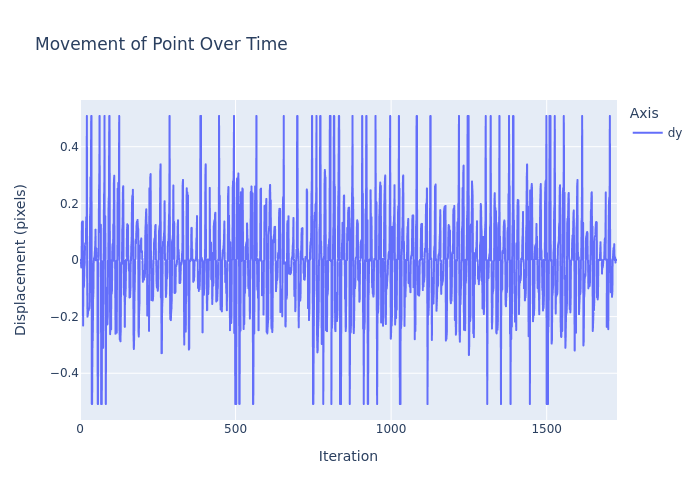 Movement of Point Over Time
Axis
dy
0.4
0.2
0
−0.2
−0.4
Displacement (pixels)
0
500
1000
1500
Iteration